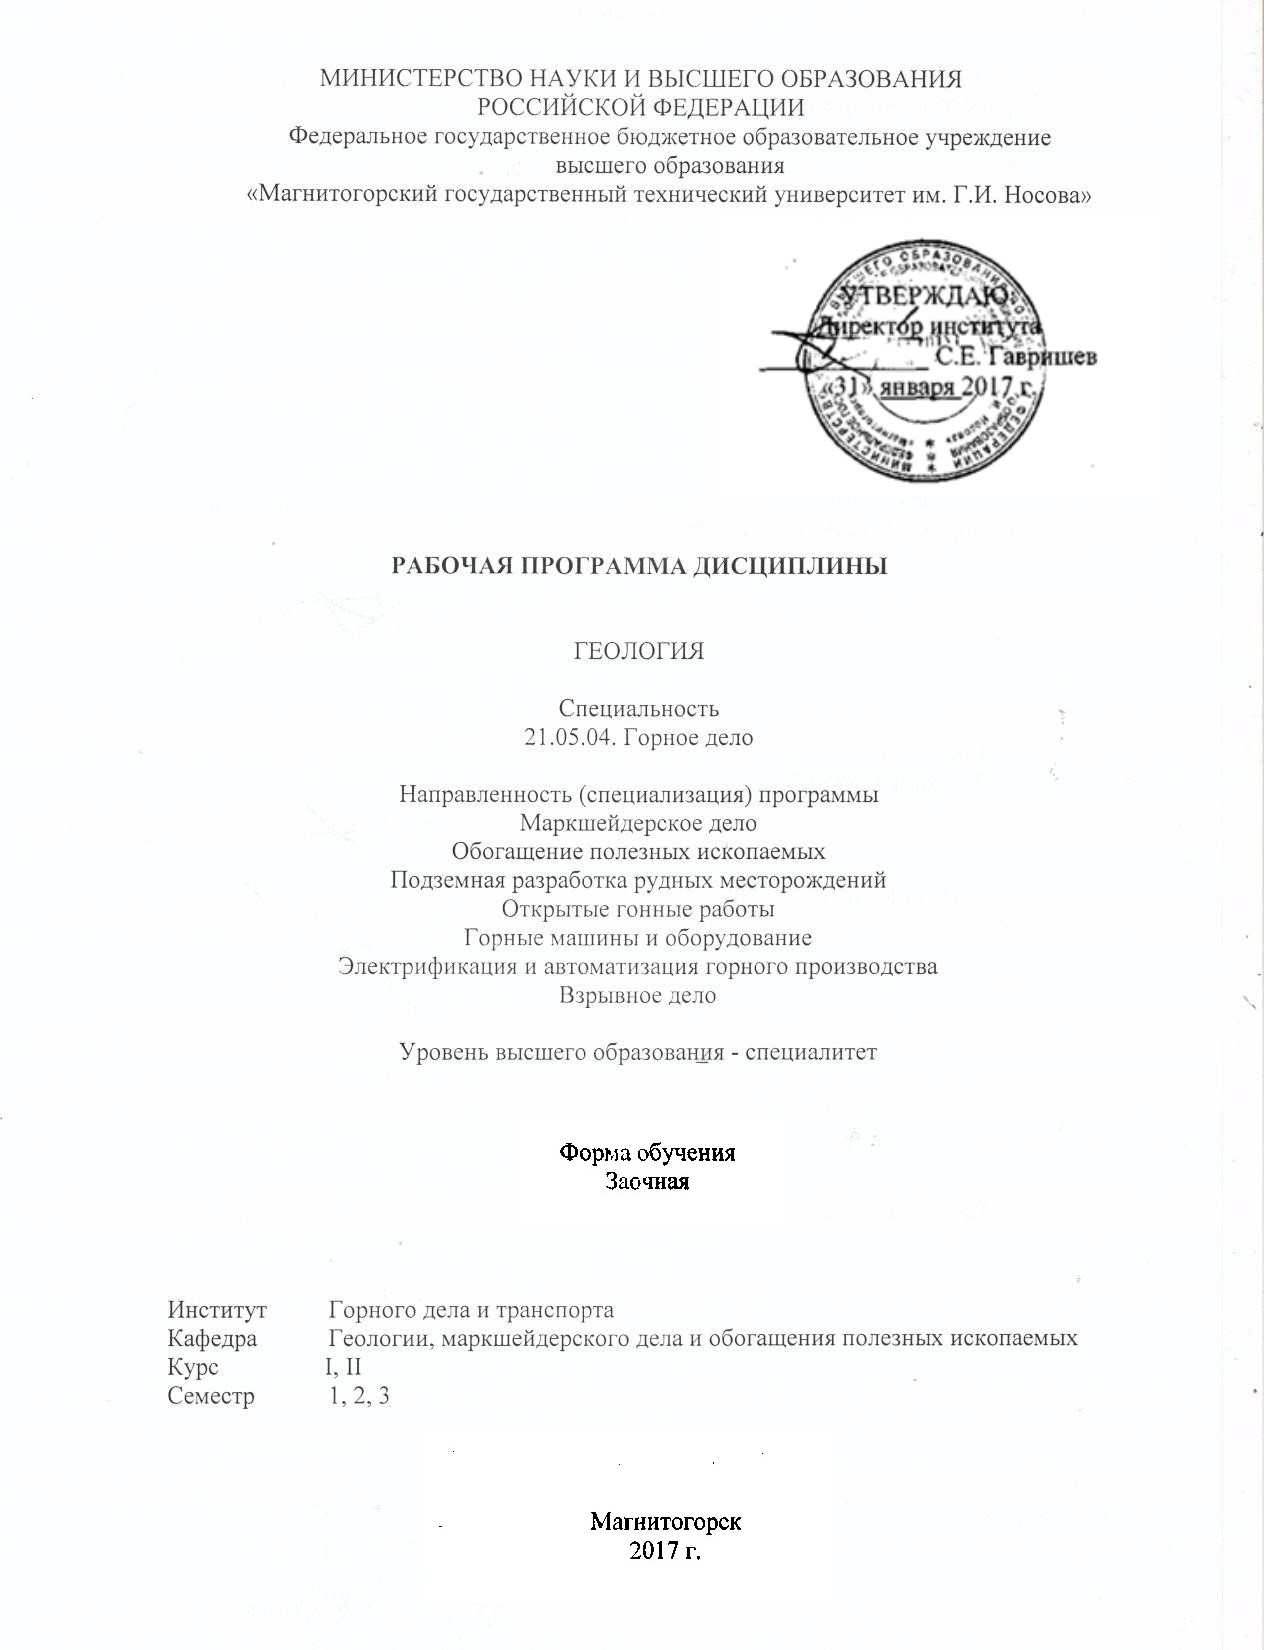 МИНИСТЕРСТВО НАУКИ И ВЫСШЕГО ОБРАЗОВАНИЯ
РОССИЙСКОЙ ФЕДЕРАЦИИ
Федеральное государственное бюджетное образовательное учреждение
высшего образования
«Магнитогорский государственный технический университет им. Г.И. Носова»
УТВЕРЖДАЮ
Директор института
С.Е. Гавришев
«31» января 2017 г.
РАБОЧАЯ ПРОГРАММА ДИСЦИПЛИНЫ
ГЕОЛОГИЯ
Специальность
21.05.04. Горное дело
Направленность (специализация) программы
Маркшейдерское дело
Обогащение полезных ископаемых
Подземная разработка рудных месторождений
Открытые гонные работы
Горные машины и оборудование
Электрификация и автоматизация горного производства
Взрывное дело
Уровень высшего образования - специалитет
Форма обучения
Заочная
Институт Горного дела и транспорта
Кафедра Геологии, маркшейдерского дела и обогащения полезных ископаемых
Курс I, II
Семестр 1, 2, 3
Магнитогорск
2017 г.